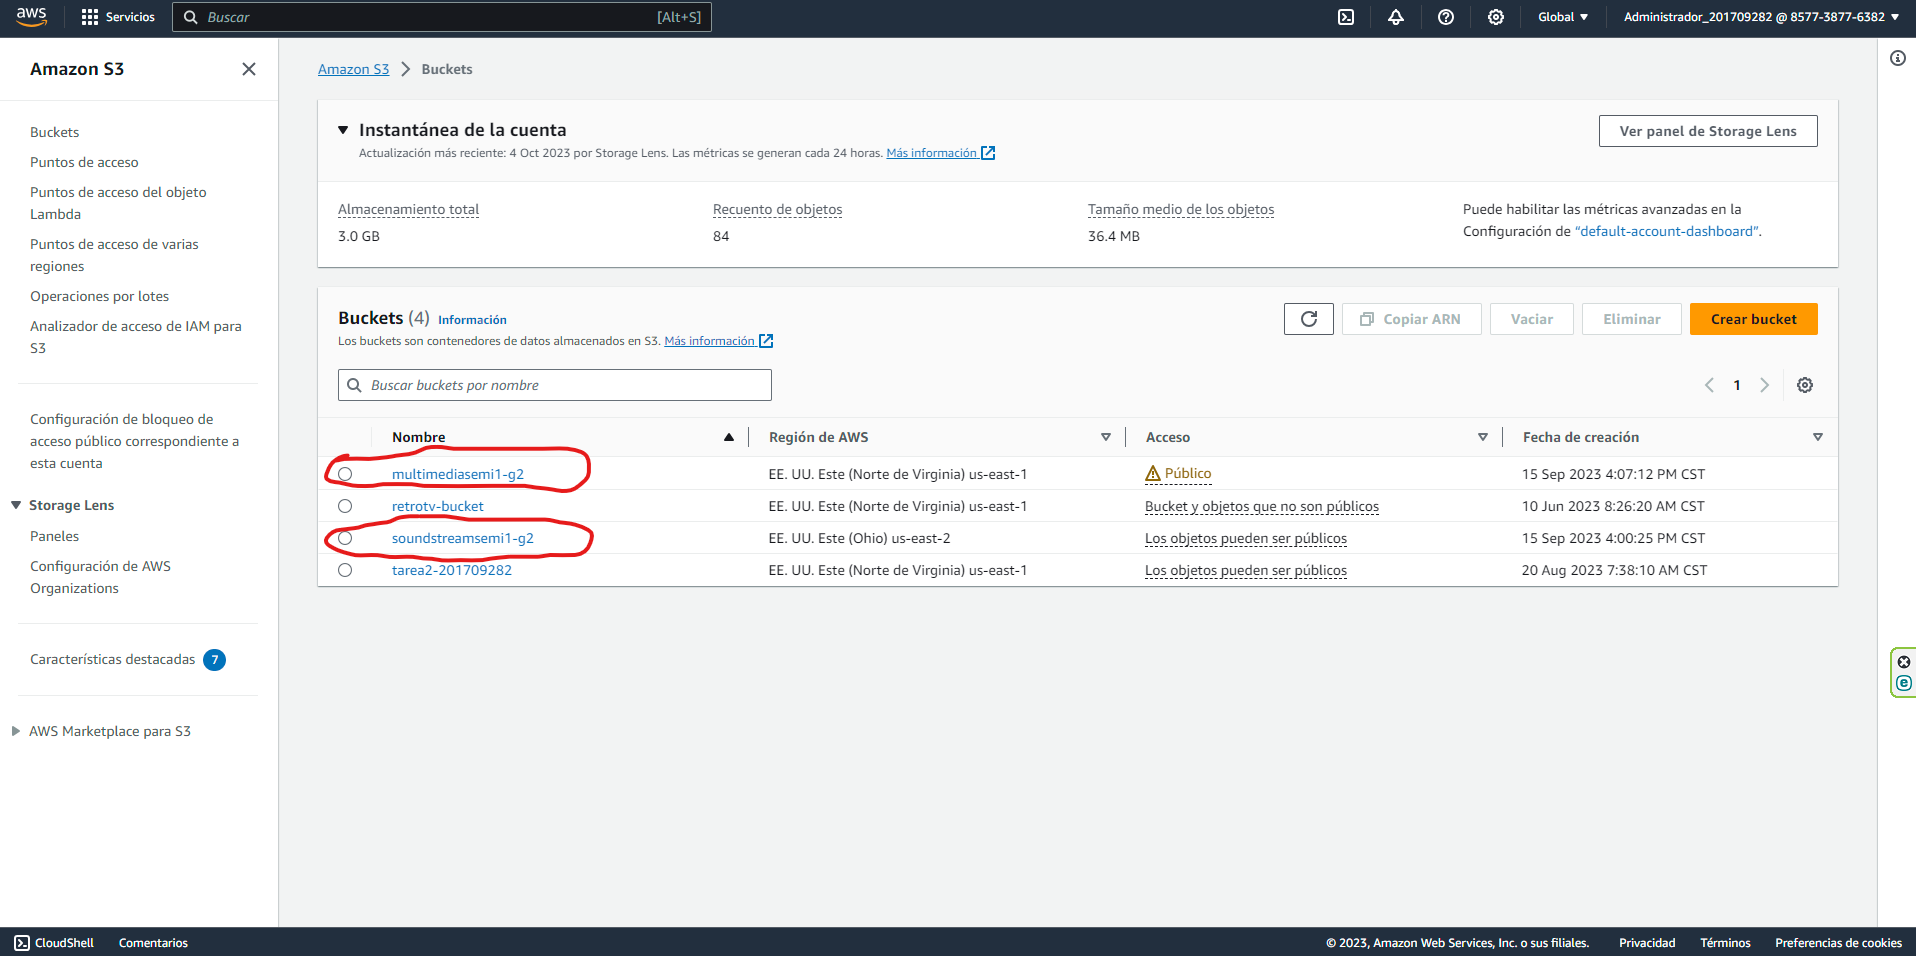 aws
Servicios
Buscar
[Alt+S]
Global
Administrador_201709282 @ 8577-3877-6382
Amazon S3
Buckets
Puntos de acceso
Puntos de acceso del objeto
Lambda
Puntos de acceso de varias
regiones
Operaciones por lotes
Analizador de acceso de IAM para
S3
Configuración de bloqueo de
acceso público correspondiente a
esta cuenta
Storage Lens
Paneles
Configuración de AWS
Organizations
Características destacadas 7
AWS Marketplace para S3
Amazon S3 Buckets
Instantánea de la cuenta
Actualización más reciente: 4 Oct 2023 por Storage Lens. Las métricas se generan cada 24 horas. Más información
Ver panel de Storage Lens
Almacenamiento total
3.0 GB
Recuento de objetos
84
Tamaño medio de los objetos
36.4 MB
Puede habilitar las métricas avanzadas en la
Configuración de “default-account-dashboard”.
Buckets (4) Información
Los buckets son contenedores de datos almacenados en S3. Más información
Copiar ARN
Vaciar
Eliminar
Crear bucket
Buscar buckets por nombre
1
Nombre Región de AWS Acceso Fecha de creación
multimediasemi1-g2 EE. UU. Este (Norte de Virginia) us-east-1 Público 15 Sep 2023 4:07:12 PM CST
retrotv-bucket EE. UU. Este (Norte de Virginia) us-east-1 Bucket y objetos que no son públicos 10 Jun 2023 8:26:20 AM CST
soundstreamsemi1-g2 EE. UU. Este (Ohio) us-east-2 Los objetos pueden ser públicos 15 Sep 2023 4:00:25 PM CST
tarea2-201709282 EE. UU. Este (Norte de Virginia) us-east-1 Los objetos pueden ser públicos 20 Aug 2023 7:38:10 AM CST
CloudShell Comentarios
© 2023, Amazon Web Services, Inc. o sus filiales. Privacidad Términos Preferencias de cookies